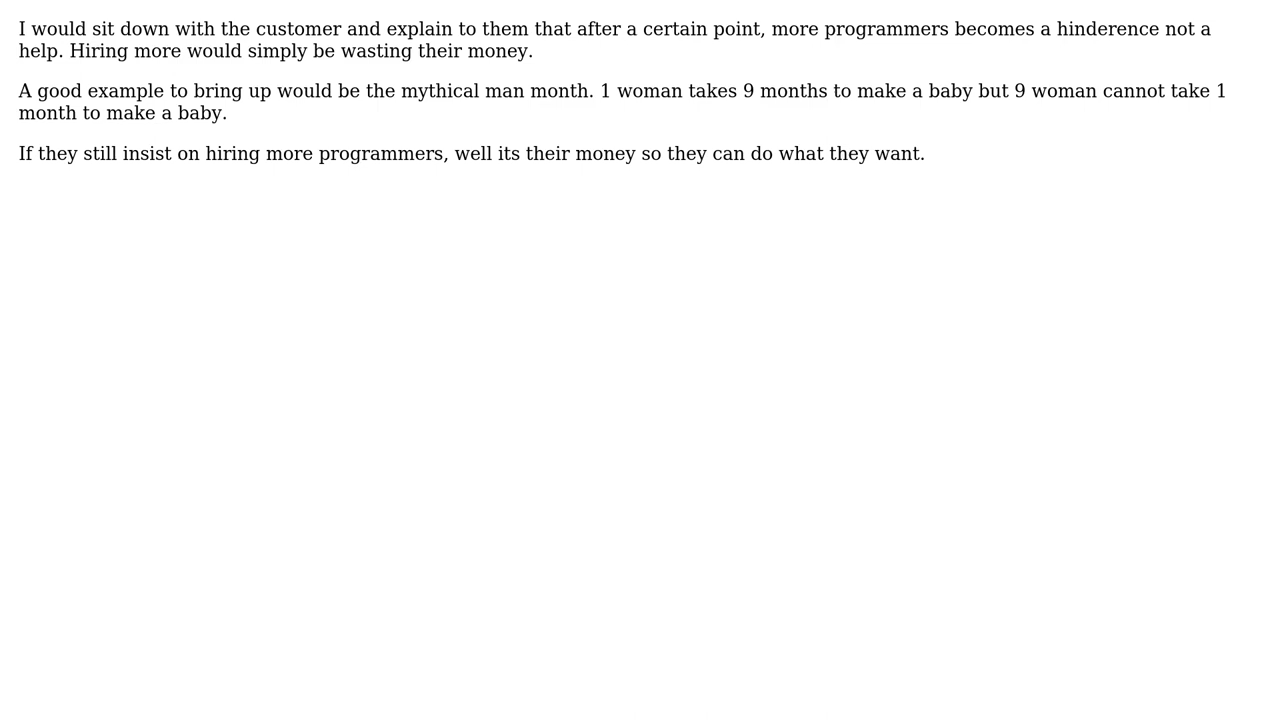 I would sit down with the customer and explain to them that after a certain point, more programmers becomes a hinderence not a
help. Hiring more would simply be wasting their money.
A good example to bring up would be the mythical man month. 1 woman takes 9 months to make a baby but 9 woman cannot take 1
month to make a baby.
If they still insist on hiring more programmers, well its their money so they can do what they want.